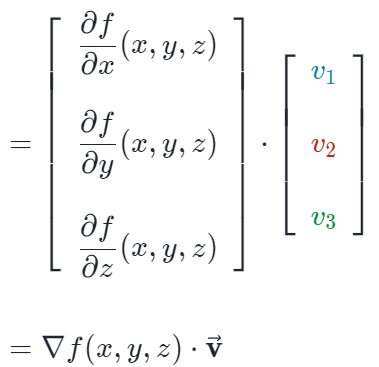 = [ ∂f/∂x (x, y, z) ∂f/∂y (x, y, z) ∂f/∂z (x, y, z) ] · [ v₁ v₂ v₃ ]
= ∇f(x, y, z) · v⃗